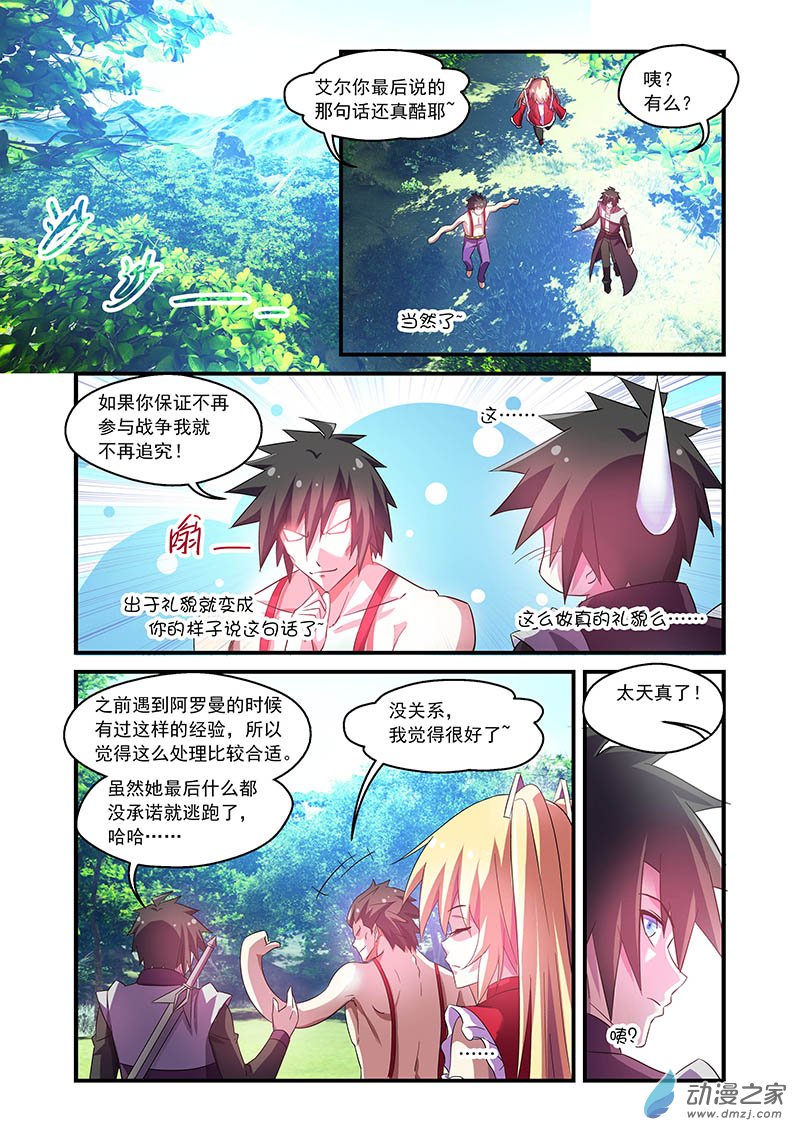 艾尔你最后说的
那句话还真酷耶~
咦？
有么？
当然了~
如果你保证不再
参与战争我就
不再追究！
这……
嗡
出于礼貌就变成
你的样子说这句话了~
这么做真的礼貌么……
之前遇到阿罗曼的时候
有过这样的经验，所以
觉得这么处理比较合适。
虽然她最后什么都
没承诺就逃跑了，
哈哈……
没关系，
我觉得很好了~
……
太天真了！
咦？
动漫之家
www.dmzj.com